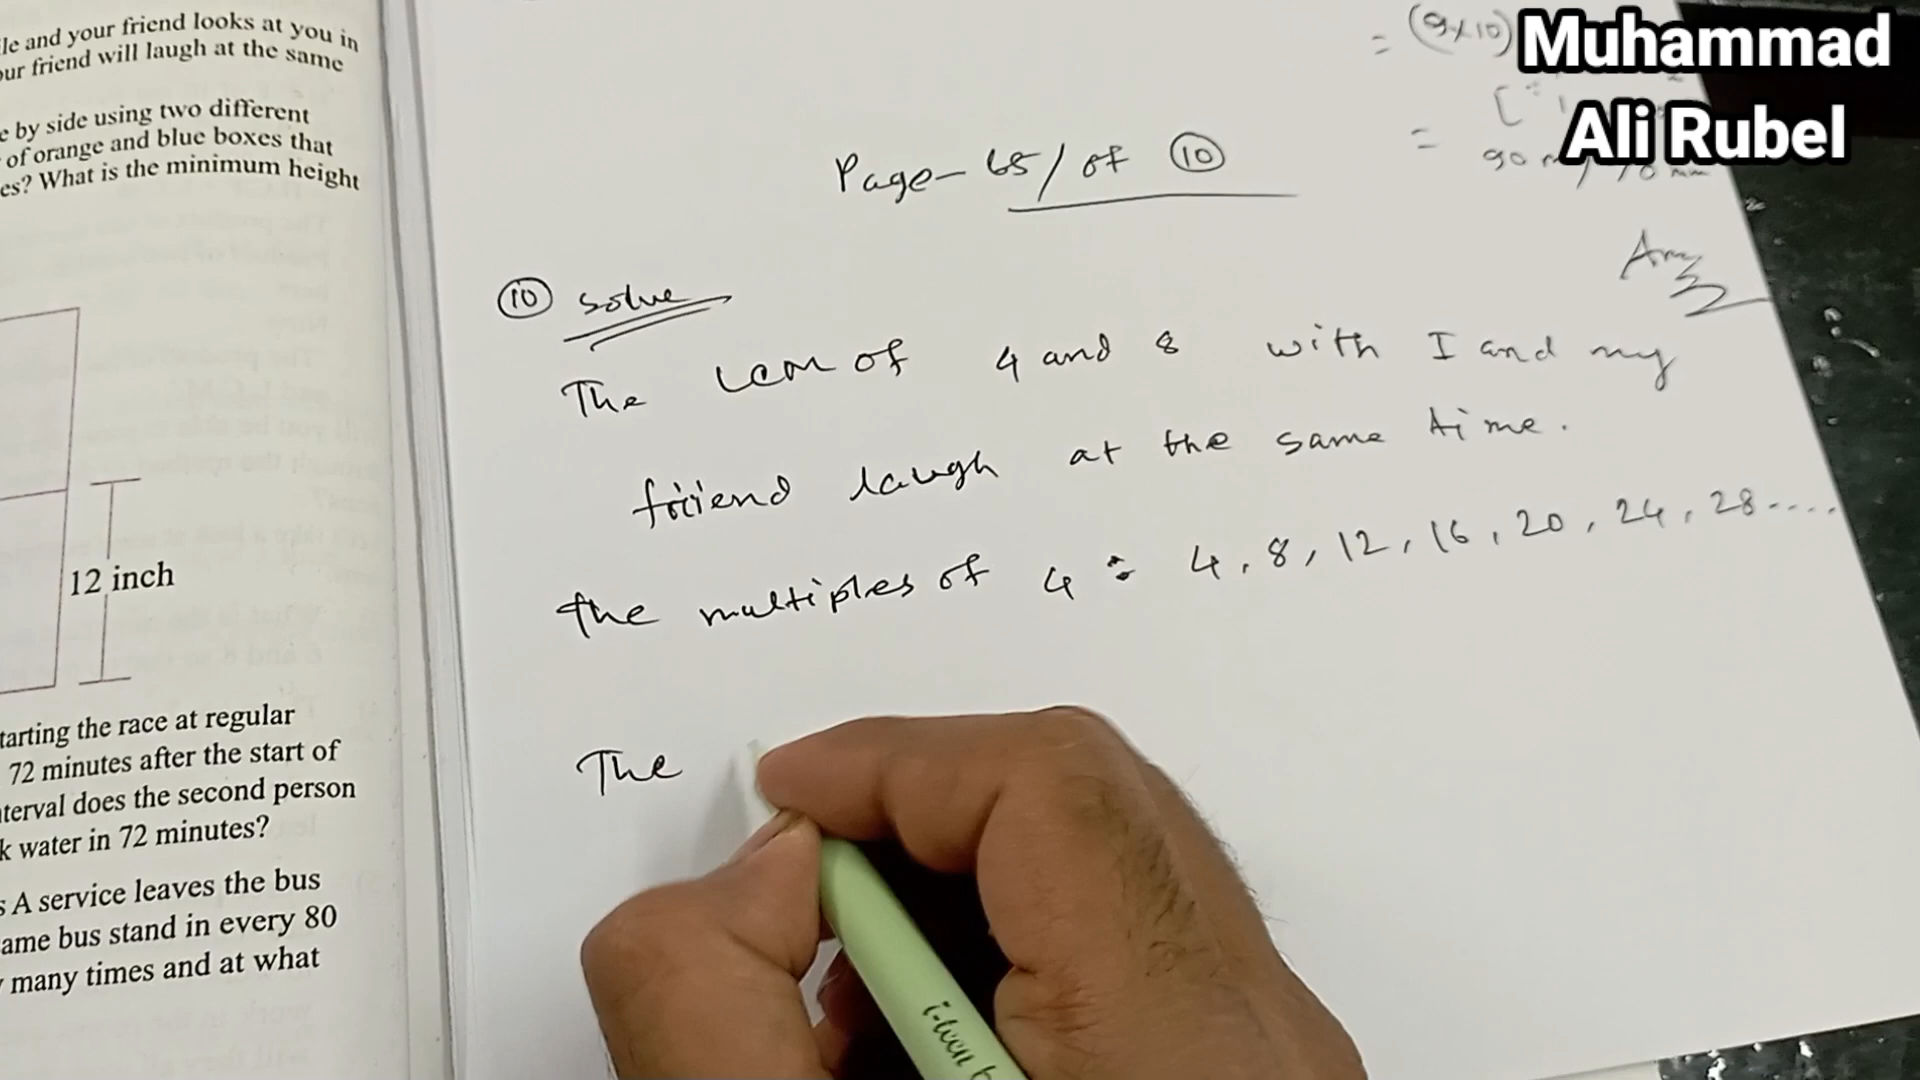 le and your friend looks at you in
our friend will laugh at the same
e by side using two different
of orange and blue boxes that
es? What is the minimum height
12 inch
tarting the race at regular
72 minutes after the start of
nterval does the second person
k water in 72 minutes?
s A service leaves the bus
ame bus stand in every 80
many times and at what
= (9×10)
=
90
Ans
Muhammad
Ali Rubel
Page-65/ of 10
10 solve
The LCM of 4 and 8 with I and my
friend laugh at the same time.
the multiples of 4 : 4, 8, 12, 16, 20, 24, 28....
The